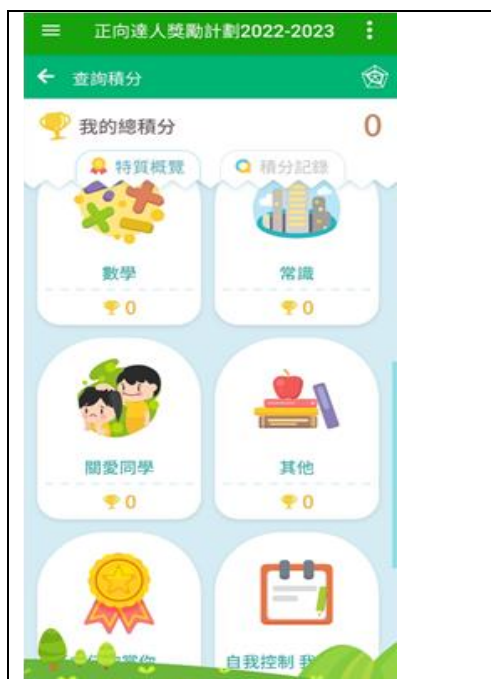 正向達人獎勵計劃2022-2023
查詢積分
我的總積分 0
特質概覽 積分記錄
數學 常識
0 0
關愛同學 其他
0 0
自我控制